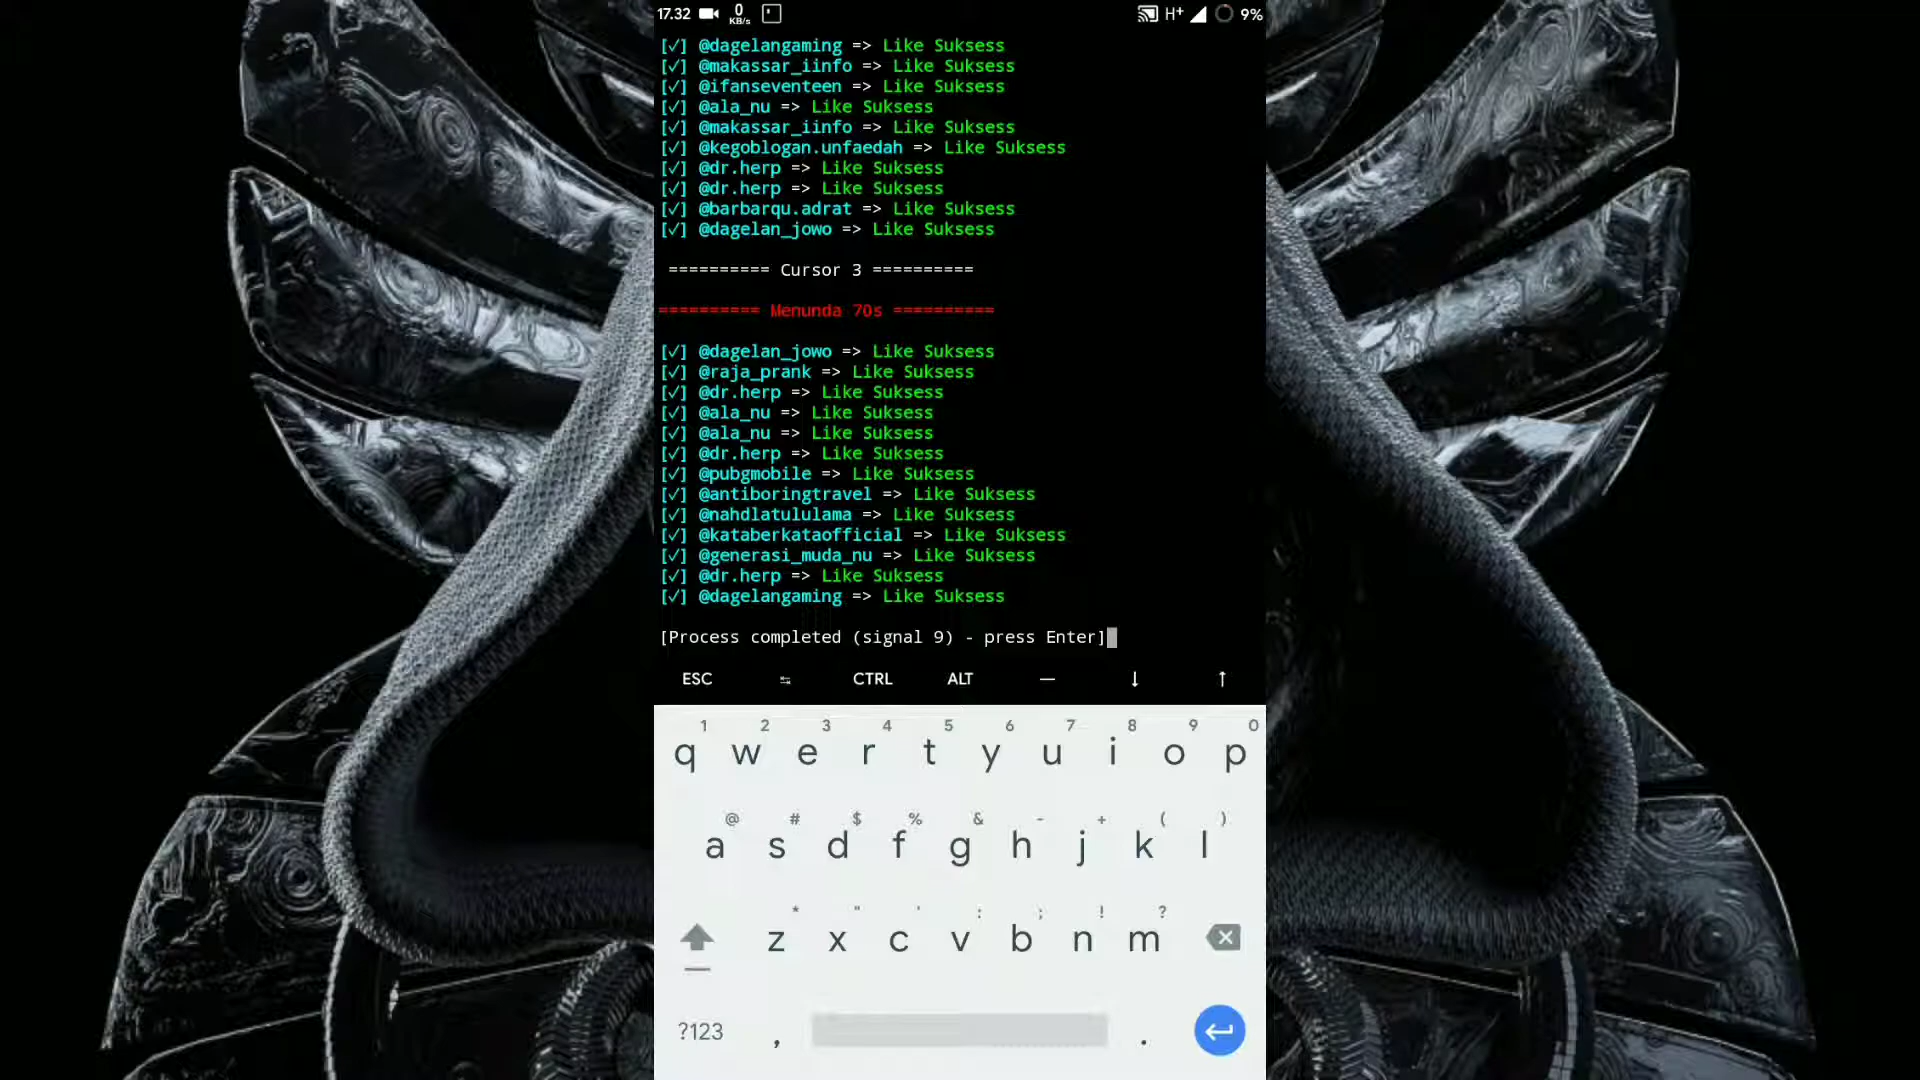 17.32 0 KB/s H+ 9%
[✓] @dagelangaming => Like Suksess
[✓] @makassar_iinfo => Like Suksess
[✓] @ifanseventeen => Like Suksess
[✓] @ala_nu => Like Suksess
[✓] @makassar_iinfo => Like Suksess
[✓] @kegoblogan.unfaedah => Like Suksess
[✓] @dr.herp => Like Suksess
[✓] @dr.herp => Like Suksess
[✓] @barbarqu.adrat => Like Suksess
[✓] @dagelan_jowo => Like Suksess
========== Cursor 3 ==========
========== Menunda 70s ==========
[✓] @dagelan_jowo => Like Suksess
[✓] @raja_prank => Like Suksess
[✓] @dr.herp => Like Suksess
[✓] @ala_nu => Like Suksess
[✓] @ala_nu => Like Suksess
[✓] @dr.herp => Like Suksess
[✓] @pubgmobile => Like Suksess
[✓] @antiboringtravel => Like Suksess
[✓] @nahdlatululama => Like Suksess
[✓] @kataberkataofficial => Like Suksess
[✓] @generasi_muda_nu => Like Suksess
[✓] @dr.herp => Like Suksess
[✓] @dagelangaming => Like Suksess
[Process completed (signal 9) - press Enter]
ESC ↹ CTRL ALT — ↓ ↑
1 2 3 4 5 6 7 8 9 0
q w e r t y u i o p
@ # $ % & - + ( )
a s d f g h j k l
* " ' : ; ! ?
z x c v b n m
?123 , .